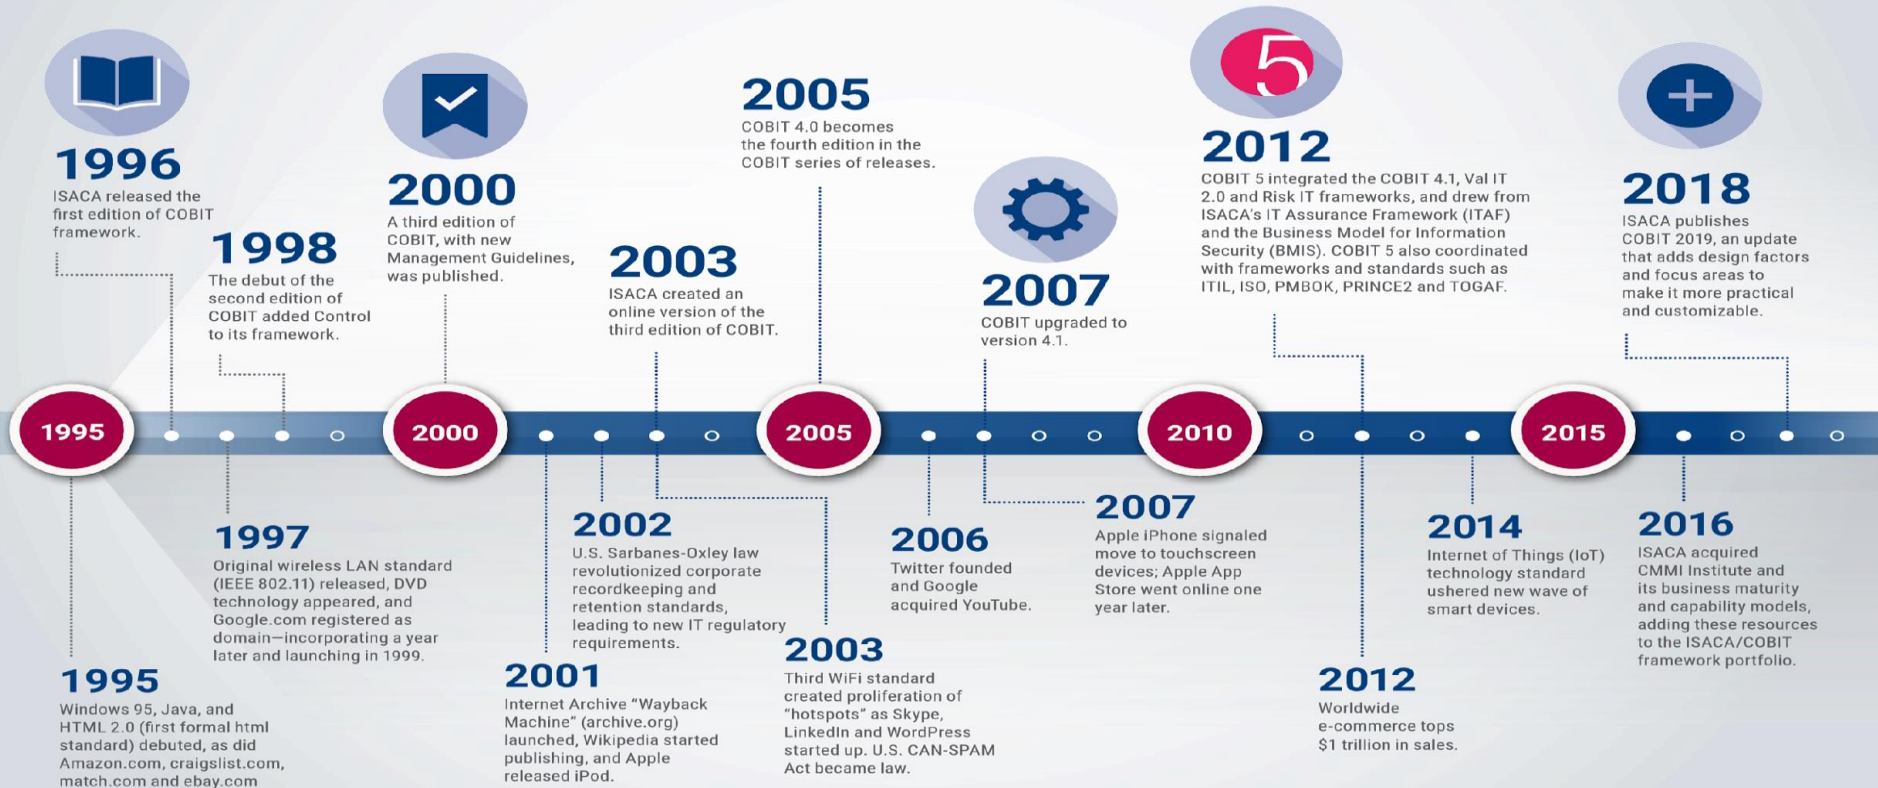 1996
ISACA released the
first edition of COBIT
framework.
1998
The debut of the
second edition of
COBIT added Control
to its framework.
2000
A third edition of
COBIT, with new
Management Guidelines,
was published.
2003
ISACA created an
online version of the
third edition of COBIT.
2005
COBIT 4.0 becomes
the fourth edition in the
COBIT series of releases.
2007
COBIT upgraded to
version 4.1.
5
2012
COBIT 5 integrated the COBIT 4.1, Val IT
2.0 and Risk IT frameworks, and drew from
ISACA's IT Assurance Framework (ITAF)
and the Business Model for Information
Security (BMIS). COBIT 5 also coordinated
with frameworks and standards such as
ITIL, ISO, PMBOK, PRINCE2 and TOGAF.
2018
ISACA publishes
COBIT 2019, an update
that adds design factors
and focus areas to
make it more practical
and customizable.
1995
2000
2005
2010
2015
1995
Windows 95, Java, and
HTML 2.0 (first formal html
standard) debuted, as did
Amazon.com, craigslist.com,
match.com and ebay.com
1997
Original wireless LAN standard
(IEEE 802.11) released, DVD
technology appeared, and
Google.com registered as
domain—incorporating a year
later and launching in 1999.
2001
Internet Archive “Wayback
Machine” (archive.org)
launched, Wikipedia started
publishing, and Apple
released iPod.
2002
U.S. Sarbanes-Oxley law
revolutionized corporate
recordkeeping and
retention standards,
leading to new IT regulatory
requirements.
2003
Third WiFi standard
created proliferation of
“hotspots” as Skype,
LinkedIn and WordPress
started up. U.S. CAN-SPAM
Act became law.
2006
Twitter founded
and Google
acquired YouTube.
2007
Apple iPhone signaled
move to touchscreen
devices; Apple App
Store went online one
year later.
2012
Worldwide
e-commerce tops
$1 trillion in sales.
2014
Internet of Things (IoT)
technology standard
ushered new wave of
smart devices.
2016
ISACA acquired
CMMI Institute and
its business maturity
and capability models,
adding these resources
to the ISACA/COBIT
framework portfolio.